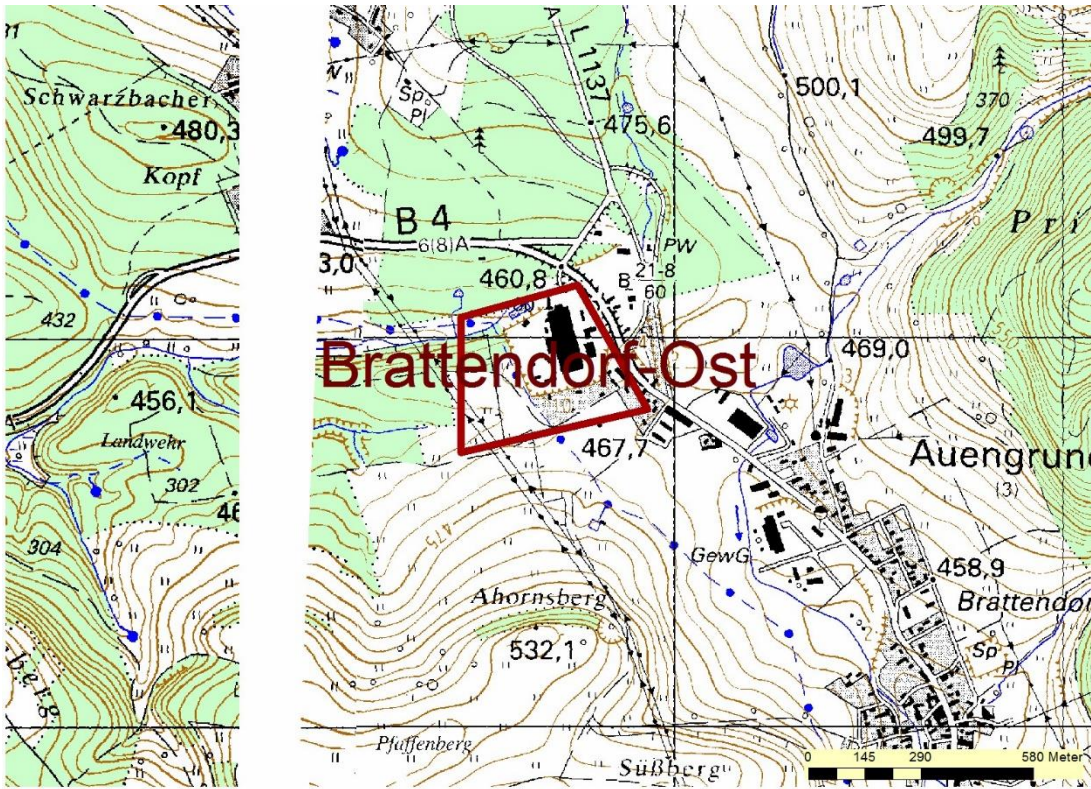 Schwarzbacher
480,3
Kopf
432
456,1
Landwehr
302
304
berg
L 1137
Sp
Pl
475,6
500,1
370
499,7
B 4
6(8)A
3,0
PW
460,8
B
21-8
60
Brattendorf-Ost
469,0
467,7
Auengrund
(3)
475
GewG
458,9
Ahornsberg
532,1
Sp
Pl
Pfaffenberg
Süßberg
0 145 290 580 Meter